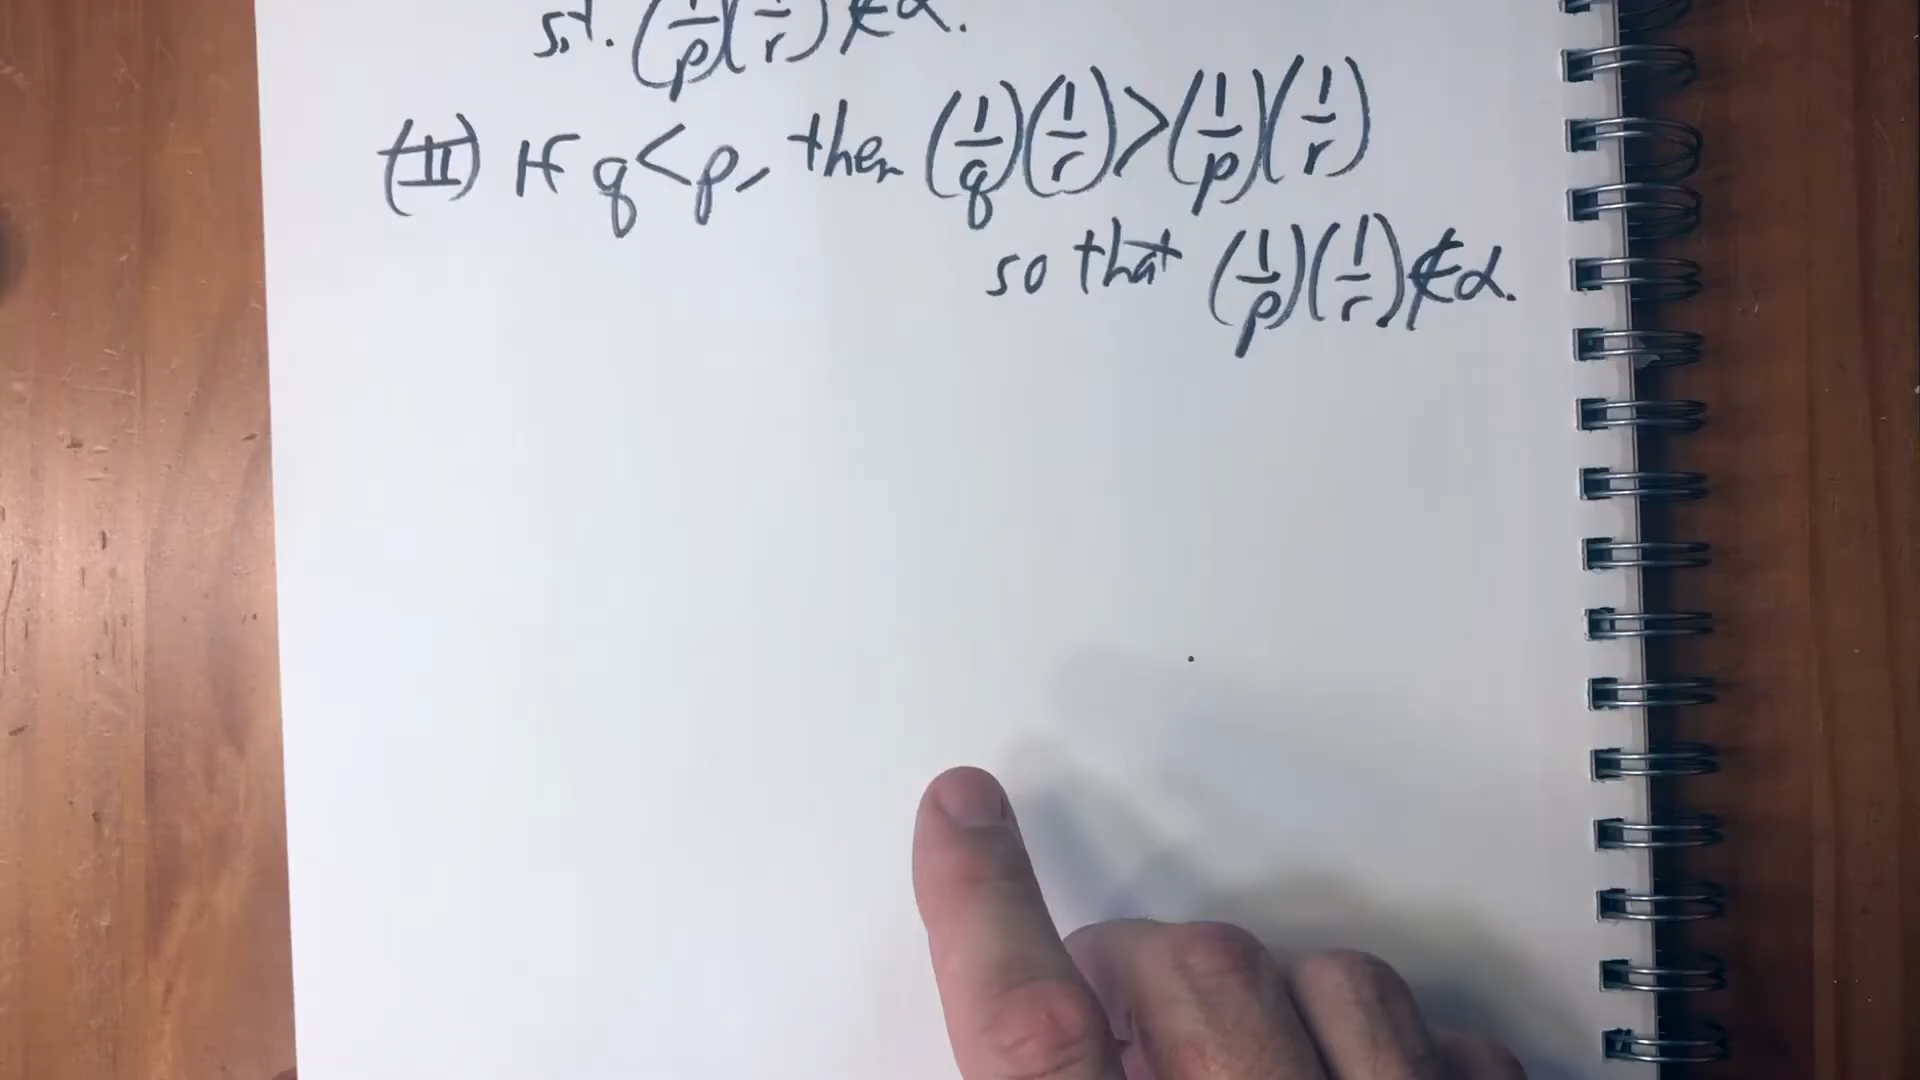 s.t. (1/p)(1/r) ∉ α.
(II) If q < p, then (1/q)(1/r) > (1/p)(1/r)
so that (1/p)(1/r) ∉ α.